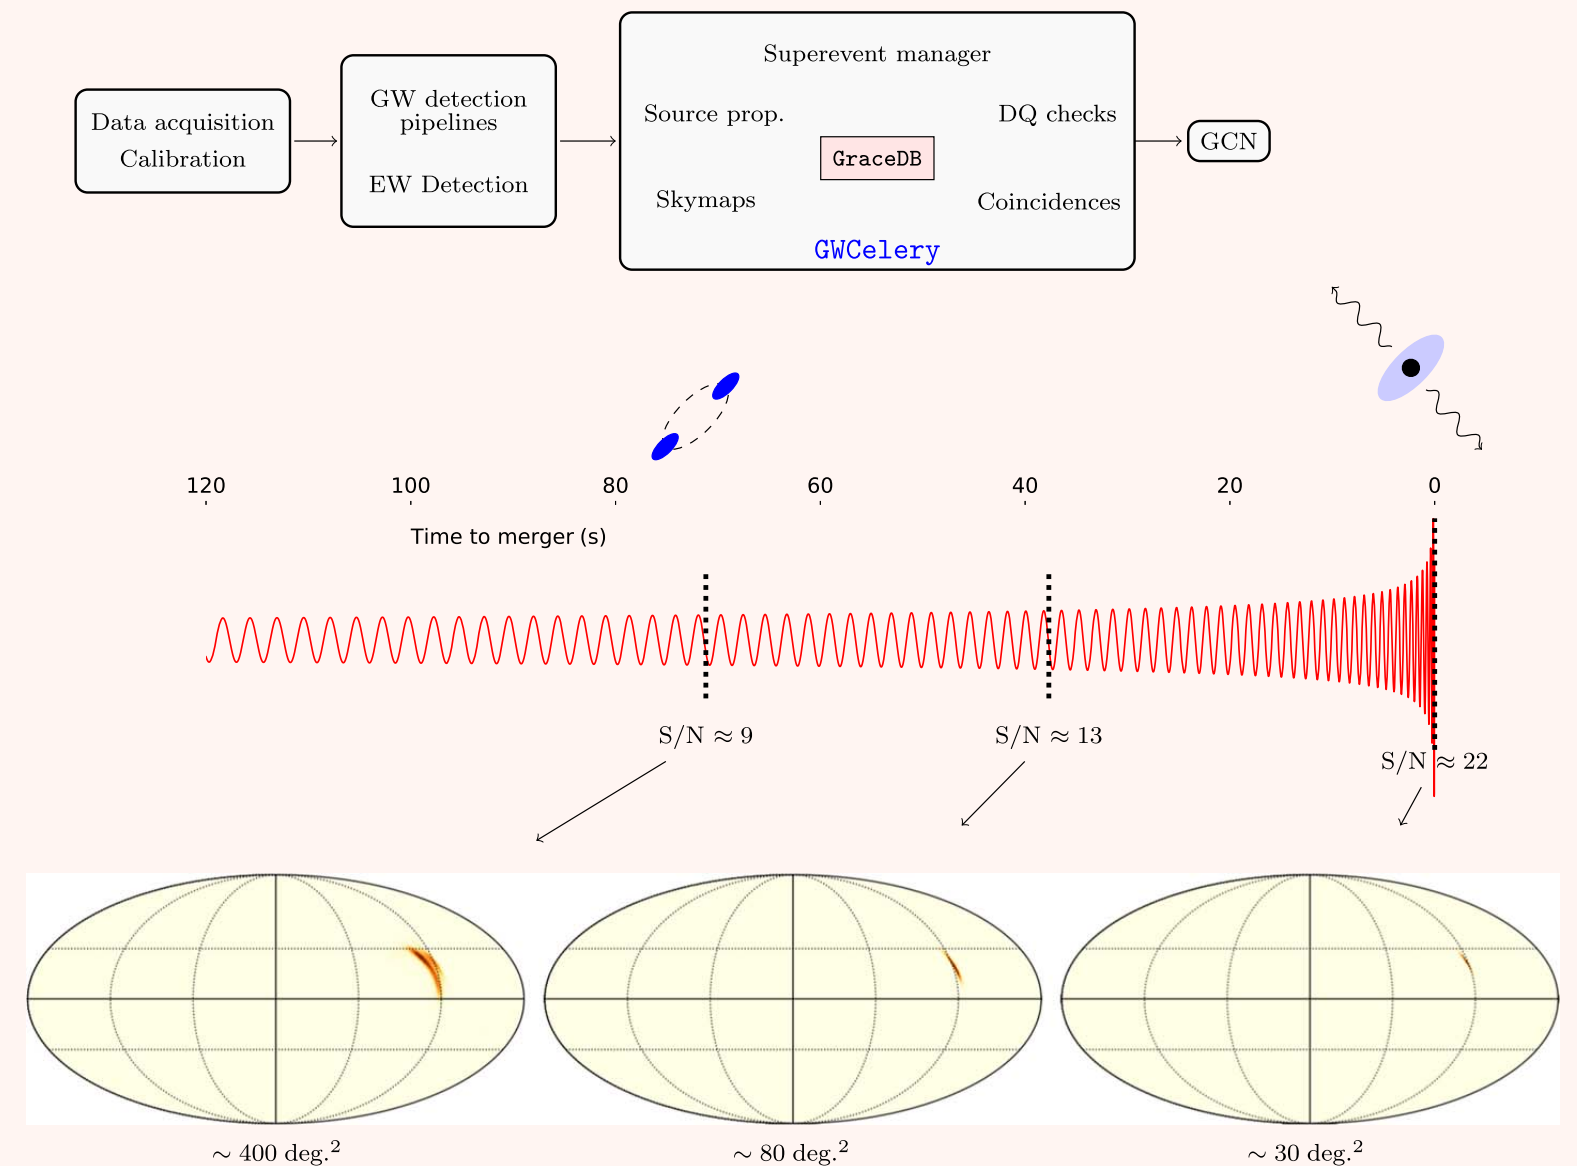 Data acquisition
Calibration
GW detection
pipelines
EW Detection
Superevent manager
Source prop.
DQ checks
GraceDB
Skymaps
Coincidences
GWCelery
GCN
120 100 80 60 40 20 0
Time to merger (s)
S/N ≈ 9
S/N ≈ 13
S/N ≈ 22
∼ 400 deg.²
∼ 80 deg.²
∼ 30 deg.²